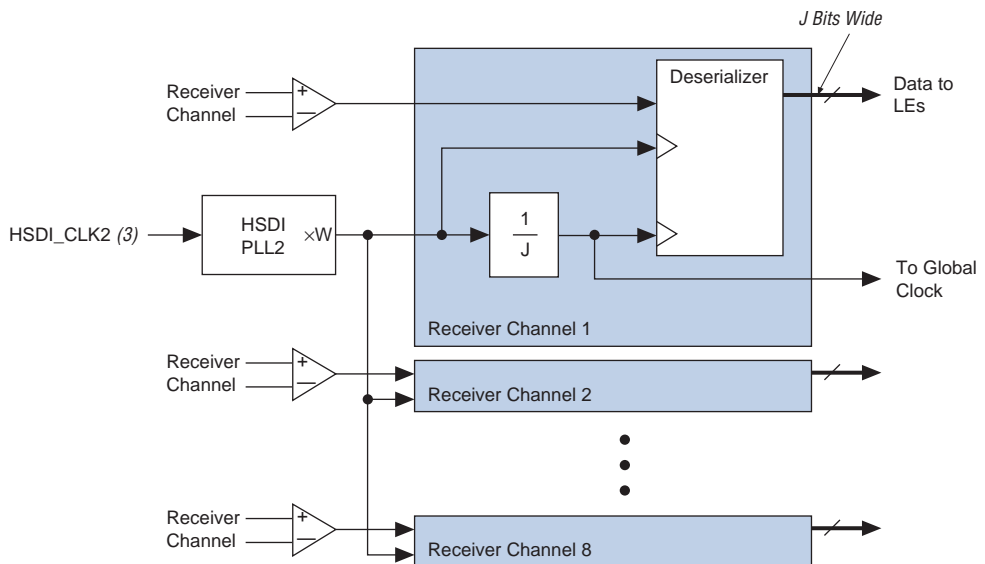 J Bits Wide
Deserializer
Receiver
Channel
+
−
Data to
LEs
HSDI_CLK2 (3)
HSDI
PLL2
×W
1
J
To Global
Clock
Receiver Channel 1
Receiver
Channel
+
−
Receiver Channel 2
Receiver
Channel
+
−
Receiver Channel 8